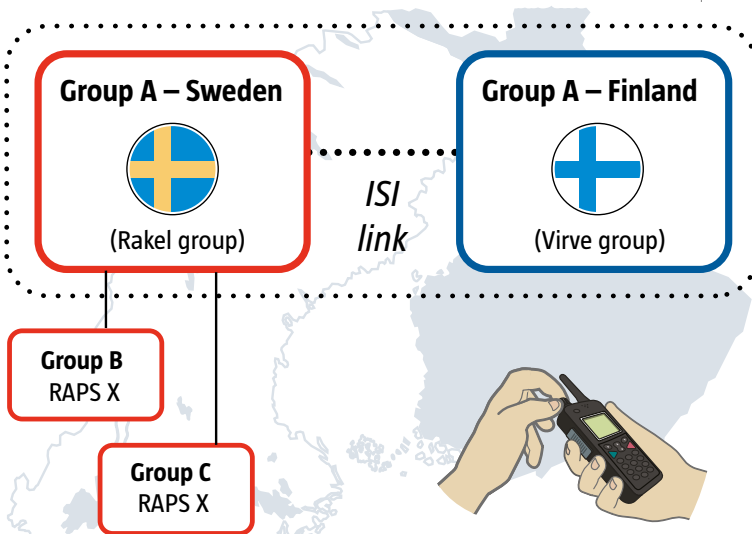 Group A – Sweden
(Rakel group)
ISI
link
Group A – Finland
(Virve group)
Group B
RAPS X
Group C
RAPS X